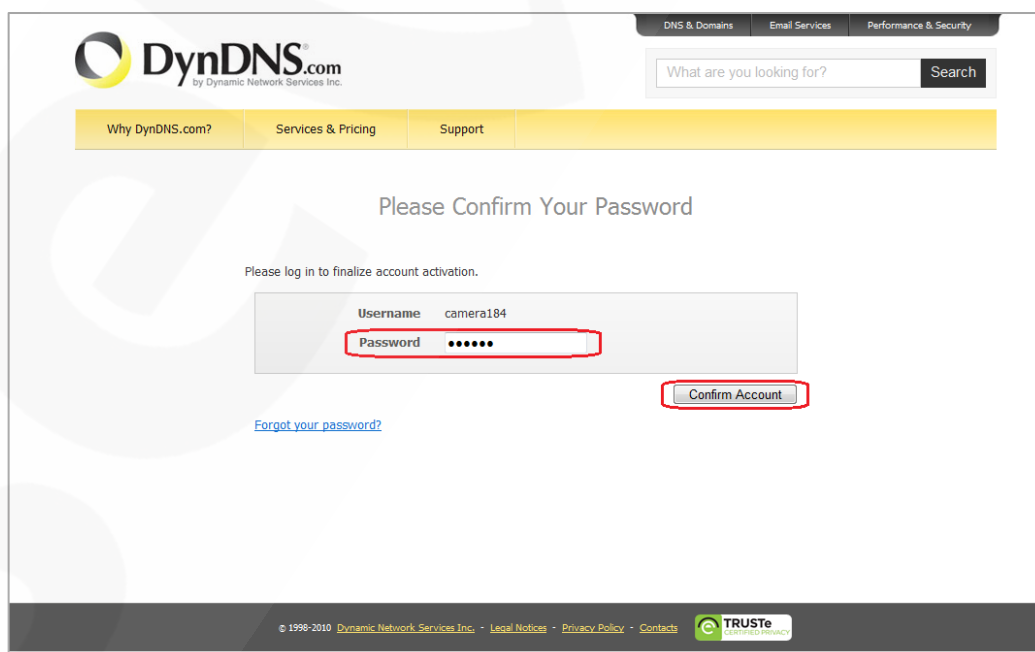 DNS & Domains Email Services Performance & Security
DynDNS.com
by Dynamic Network Services Inc.
What are you looking for? Search
Why DynDNS.com? Services & Pricing Support
Please Confirm Your Password
Please log in to finalize account activation.
Username camera184
Password ••••••
Confirm Account
Forgot your password?
© 1998-2010 Dynamic Network Services Inc. - Legal Notices - Privacy Policy - Contacts
TRUSTe
CERTIFIED PRIVACY